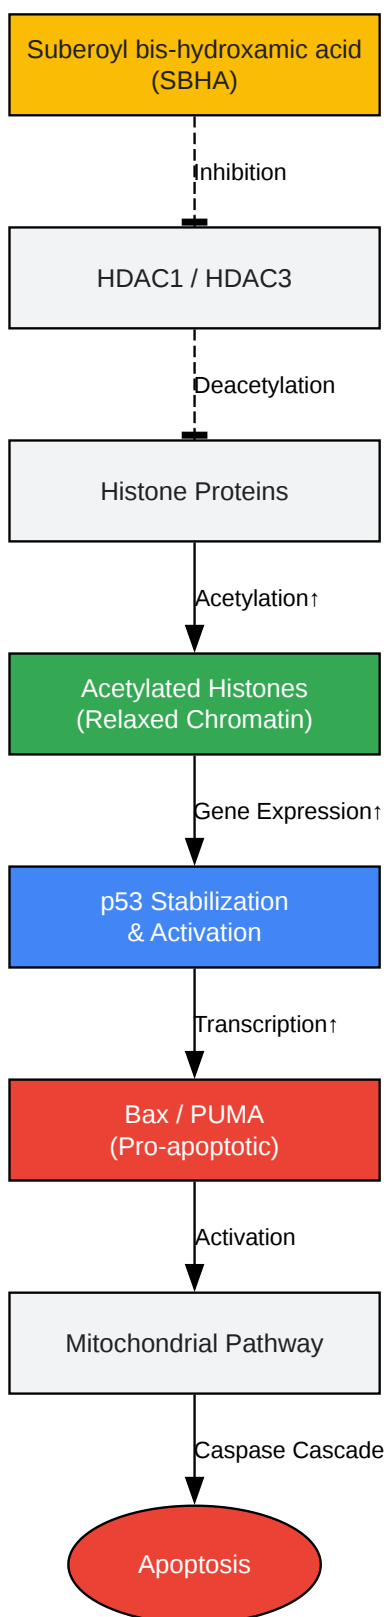 Suberoyl bis-hydroxamic acid
(SBHA)
Inhibition
HDAC1 / HDAC3
Deacetylation
Histone Proteins
Acetylation↑
Acetylated Histones
(Relaxed Chromatin)
Gene Expression↑
p53 Stabilization
& Activation
Transcription↑
Bax / PUMA
(Pro-apoptotic)
Activation
Mitochondrial Pathway
Caspase Cascade
Apoptosis